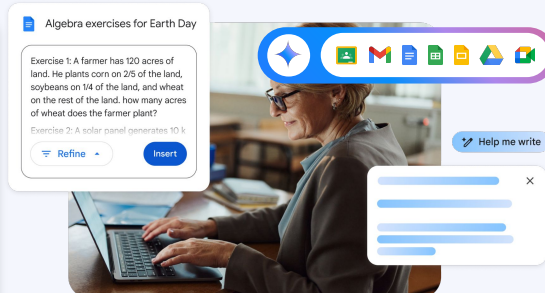 Algebra exercises for Earth Day
Exercise 1: A farmer has 120 acres of
land. He plants corn on 2/5 of the land,
soybeans on 1/4 of the land, and wheat
on the rest of the land. how many acres
of wheat does the farmer plant?
Exercise 2: A solar panel generates 10 k
Refine
Insert
Help me write